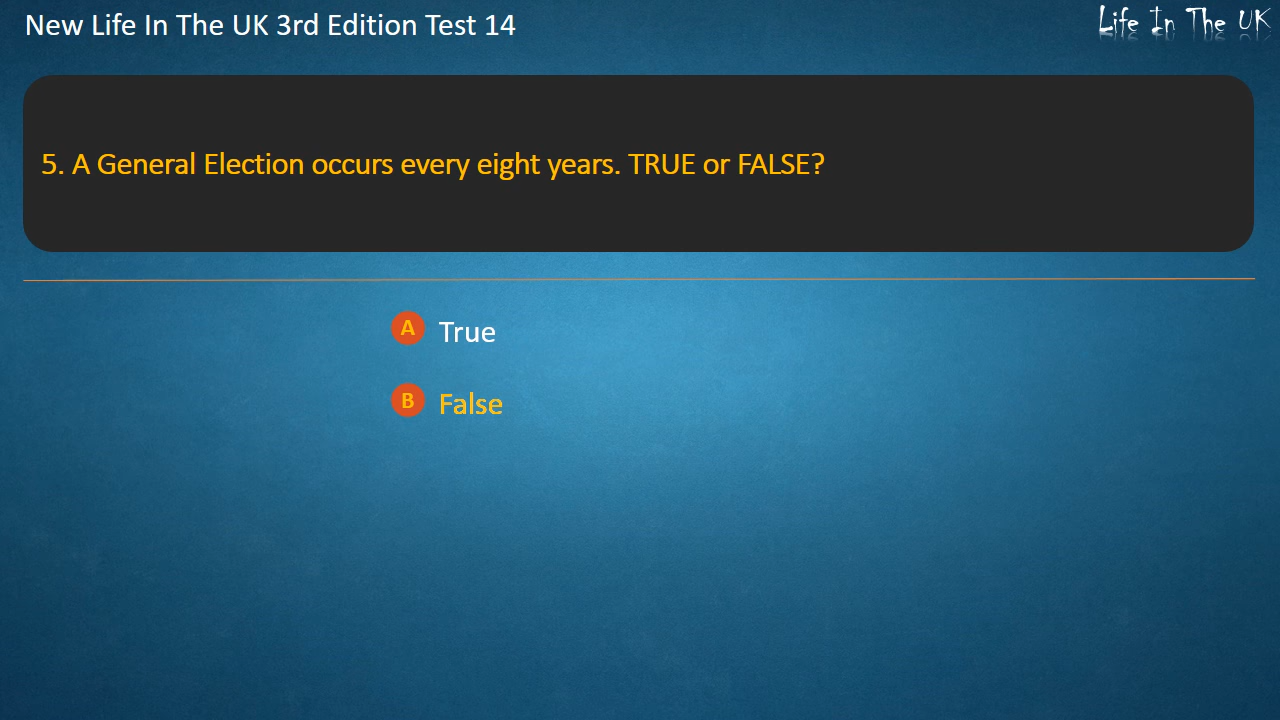 New Life In The UK 3rd Edition Test 14
Life In The UK
5. A General Election occurs every eight years. TRUE or FALSE?
A True
B False